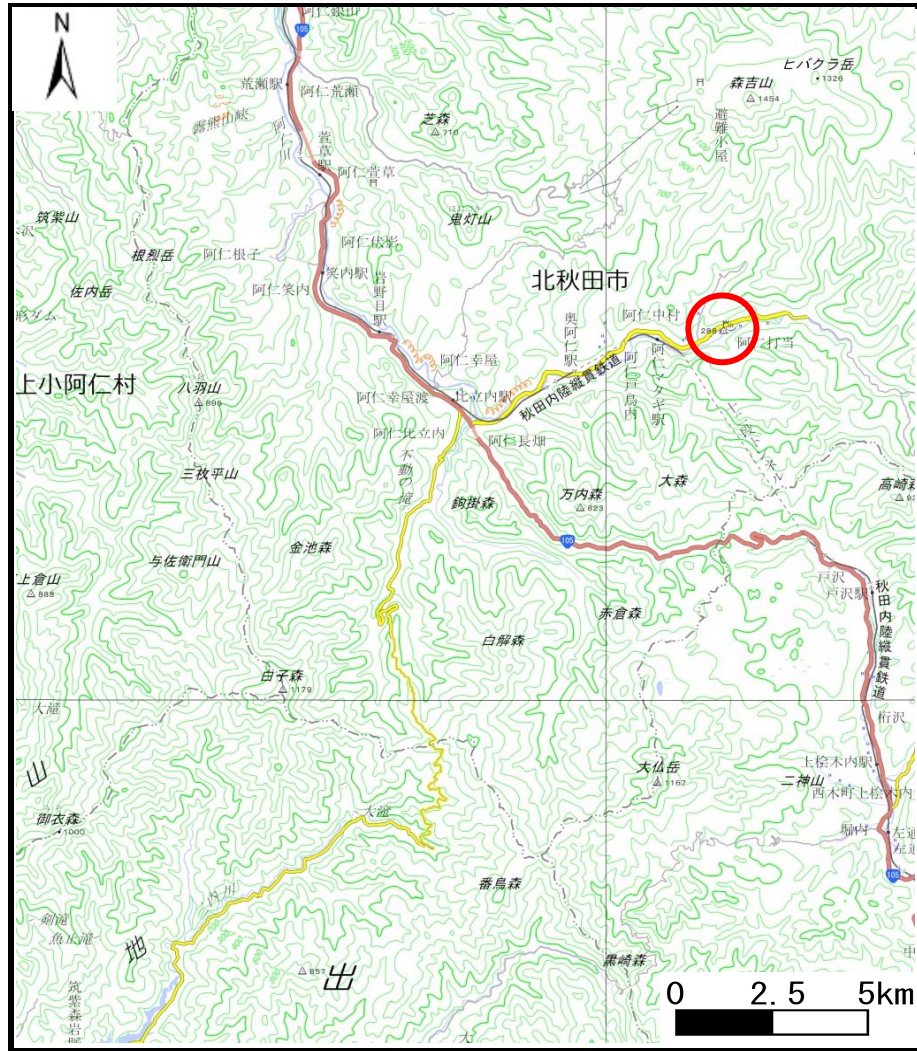 N
105
阿仁銀山
ヒバクラ岳
1326
森吉山
1454
荒瀬駅
阿仁荒瀬
芝森
710
避難小屋
露熊山峡
阿仁川
萱草駅
阿仁萱草
筑紫山
鬼灯山
根烈岳
阿仁根子
阿仁伏影
笑内駅
岩野目駅
北秋田市
佐内岳
阿仁笑内
奥阿仁駅
阿仁中村
阿仁打当
阿仁幸屋
阿仁戸鳥内
阿仁マタギ駅
上小阿仁村
八羽山
896
阿仁幸屋渡
比立内駅
秋田内陸縦貫鉄道
阿仁比立内
阿仁長畑
不動の滝
三枚平山
鉤掛森
万内森
823
大森
高崎森
金池森
105
与佐衛門山
上倉山
888
戸沢
戸沢駅
秋田内陸縦貫鉄道
赤倉森
白解森
由子森
1179
大滝
桁沢
上桧木内駅
大仏岳
1167
二神山
西木町上桧木内
山
大滝
御衣森
1000
堀内
左通
105
番鳥森
剣滝
魚止滝
地
857
出
黒崎森
筑紫森岩脈
0 2.5 5km